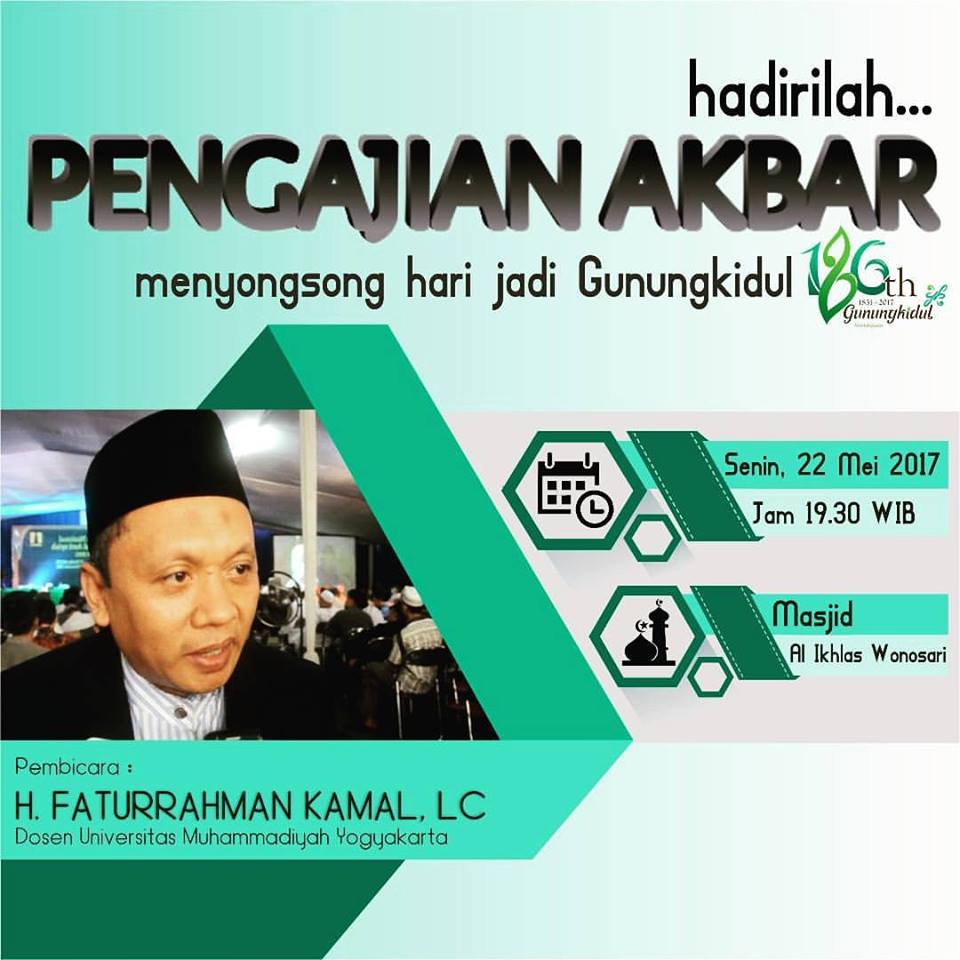 hadirilah...
PENGAJIAN AKBAR
menyongsong hari jadi Gunungkidul
186th
1831 - 2017
Gunungkidul
Senin, 22 Mei 2017
Jam 19.30 WIB
Masjid
Al Ikhlas Wonosari
Pembicara :
H. FATURRAHMAN KAMAL, LC
Dosen Universitas Muhammadiyah Yogyakarta